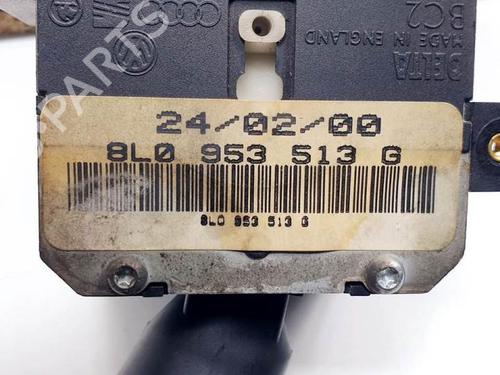 BC2
MADE IN ENGLAND
DELTA
24/02/00
8L0 953 513 G
8L0 953 513 G
PARTS